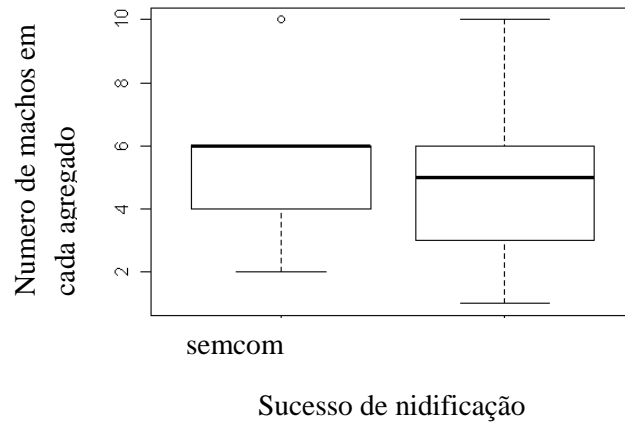 Numero de machos em
cada agregado
10
8
6
4
2
semcom
Sucesso de nidificação